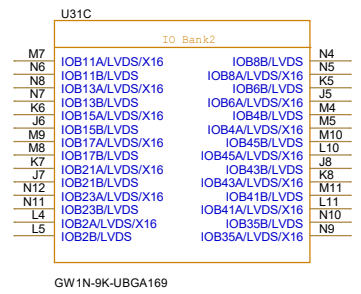 U31C
IO Bank2
M7 IOB11A/LVDS/X16 IOB8B/LVDS N4
N6 IOB11B/LVDS IOB8A/LVDS/X16 N5
N8 IOB13A/LVDS/X16 IOB6B/LVDS K5
N7 IOB13B/LVDS IOB6A/LVDS/X16 J5
K6 IOB15A/LVDS/X16 IOB4B/LVDS M4
J6 IOB15B/LVDS IOB4A/LVDS/X16 M5
M9 IOB17A/LVDS/X16 IOB45B/LVDS M10
M8 IOB17B/LVDS IOB45A/LVDS/X16 L10
K7 IOB21A/LVDS/X16 IOB43B/LVDS J8
J7 IOB21B/LVDS IOB43A/LVDS/X16 K8
N12 IOB23A/LVDS/X16 IOB41B/LVDS M11
N11 IOB23B/LVDS IOB41A/LVDS/X16 L11
L4 IOB2A/LVDS/X16 IOB35B/LVDS N10
L5 IOB2B/LVDS IOB35A/LVDS/X16 N9
GW1N-9K-UBGA169